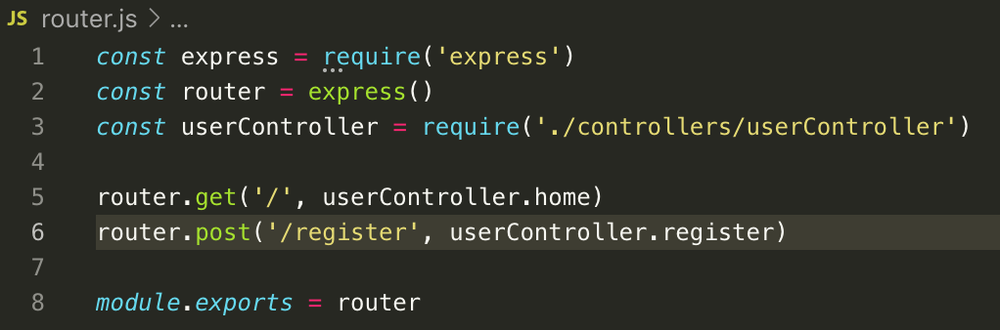 JS router.js > ...
1 const express = require('express')
2 const router = express()
3 const userController = require('./controllers/userController')
4
5 router.get('/', userController.home)
6 router.post('/register', userController.register)
7
8 module.exports = router